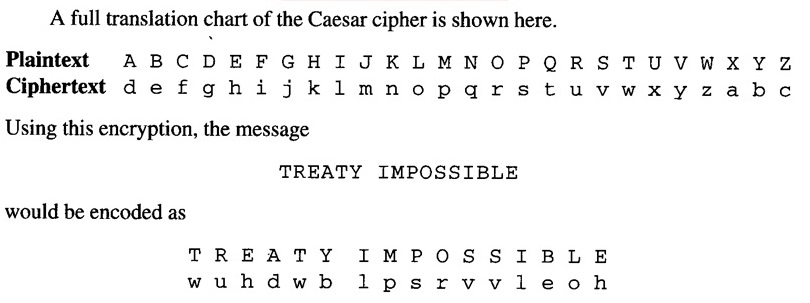 A full translation chart of the Caesar cipher is shown here.
Plaintext A B C D E F G H I J K L M N O P Q R S T U V W X Y Z
Ciphertext d e f g h i j k l m n o p q r s t u v w x y z a b c
Using this encryption, the message
TREATY IMPOSSIBLE
would be encoded as
T R E A T Y I M P O S S I B L E
w u h d w b l p s r v v l e o h